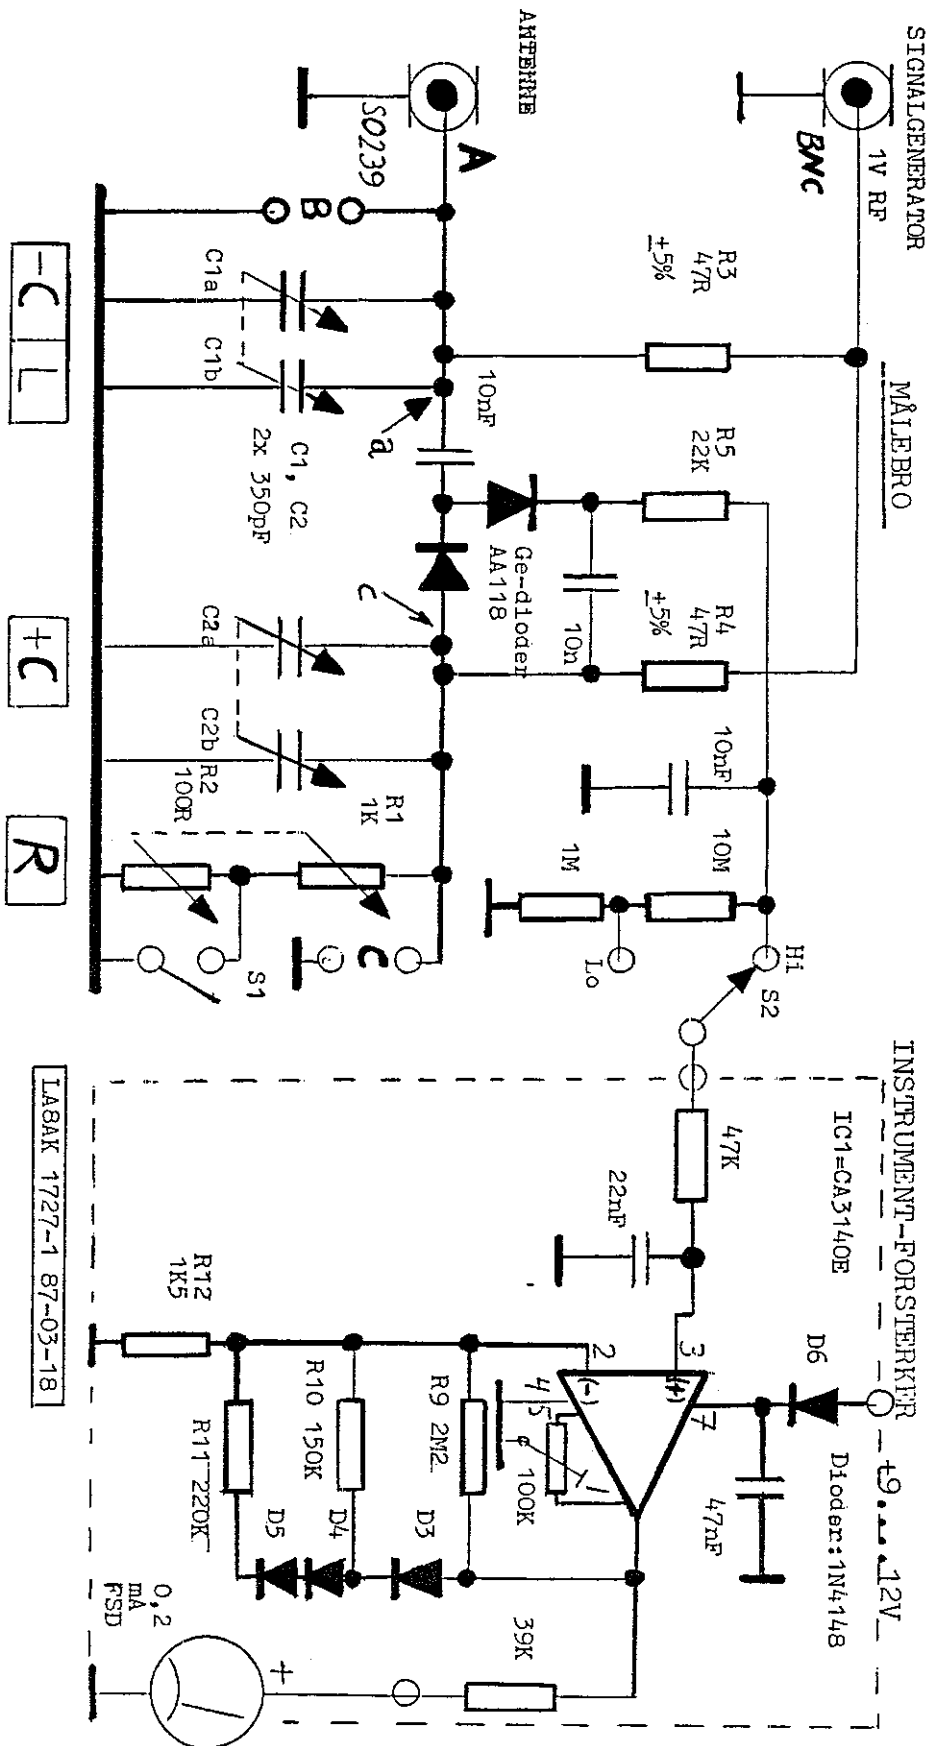 SIGNALGENERATOR
1V RF
BNC
MÅLEBRO
R3
47R
±5%
R5
22K
R4
47R
±5%
10nF
10M
1M
Hi
Lo
S2
ANTENNE
SO239
A
B
C1a
C1b
10nF
a
C1, C2
2x 350pF
Ge-dioder
AA118
10n
c
C2a
C2b
R2
100R
R1
1K
C
S1
-C L
+C
R
INSTRUMENT-FORSTERKER
+9....12V
IC1=CA3140E
D6
Dioder:1N4148
47K
22nF
47nF
3
(+)
2
(-)
7
4
5
100K
R9 2M2
R10 150K
R11 220K
R12
1K5
D3
D4
D5
39K
+
0,2
mA
FSD
LA8AK 1727-1 87-03-18